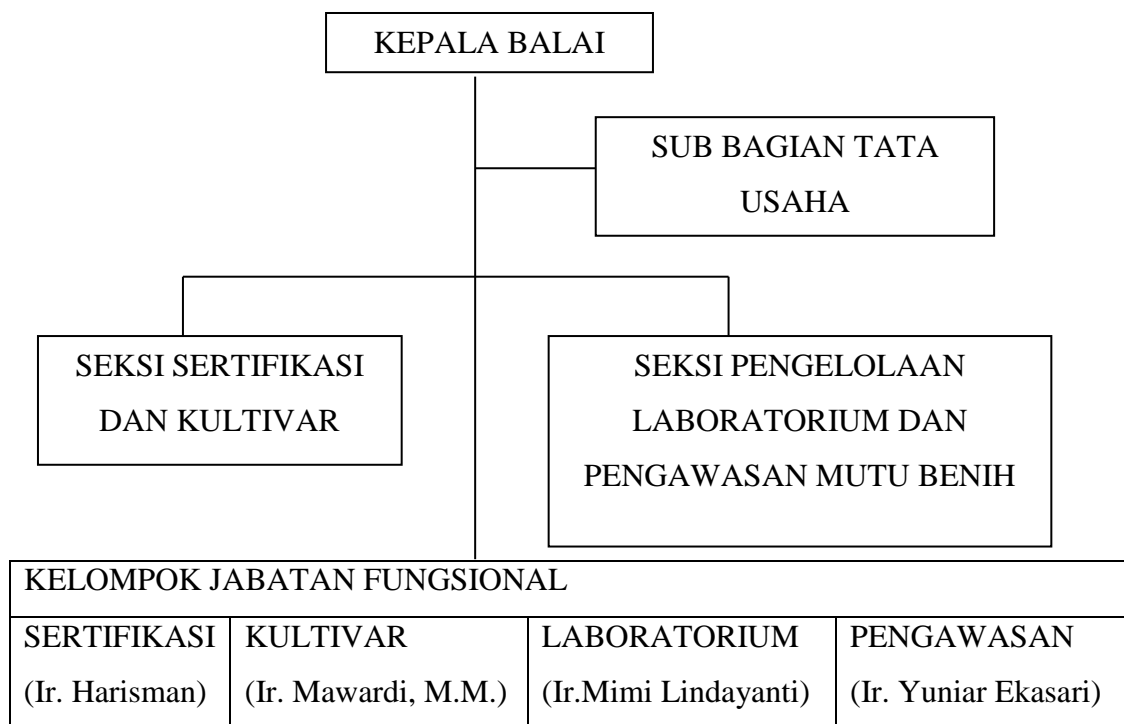 KEPALA BALAI
SUB BAGIAN TATA
USAHA
SEKSI SERTIFIKASI
DAN KULTIVAR
SEKSI PENGELOLAAN
LABORATORIUM DAN
PENGAWASAN MUTU BENIH
KELOMPOK JABATAN FUNGSIONAL
SERTIFIKASI
(Ir. Harisman)
KULTIVAR
(Ir. Mawardi, M.M.)
LABORATORIUM
(Ir.Mimi Lindayanti)
PENGAWASAN
(Ir. Yuniar Ekasari)